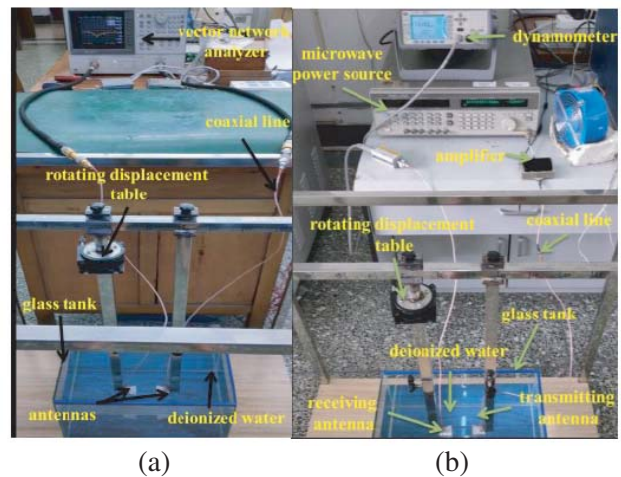 vector network
analyzer
coaxial line
rotating displacement
table
glass tank
antennas
deionized water
(a)
dynamometer
microwave
power source
amplifier
coaxial line
rotating displacement
table
glass tank
deionized water
receiving
antenna
transmitting
antenna
(b)